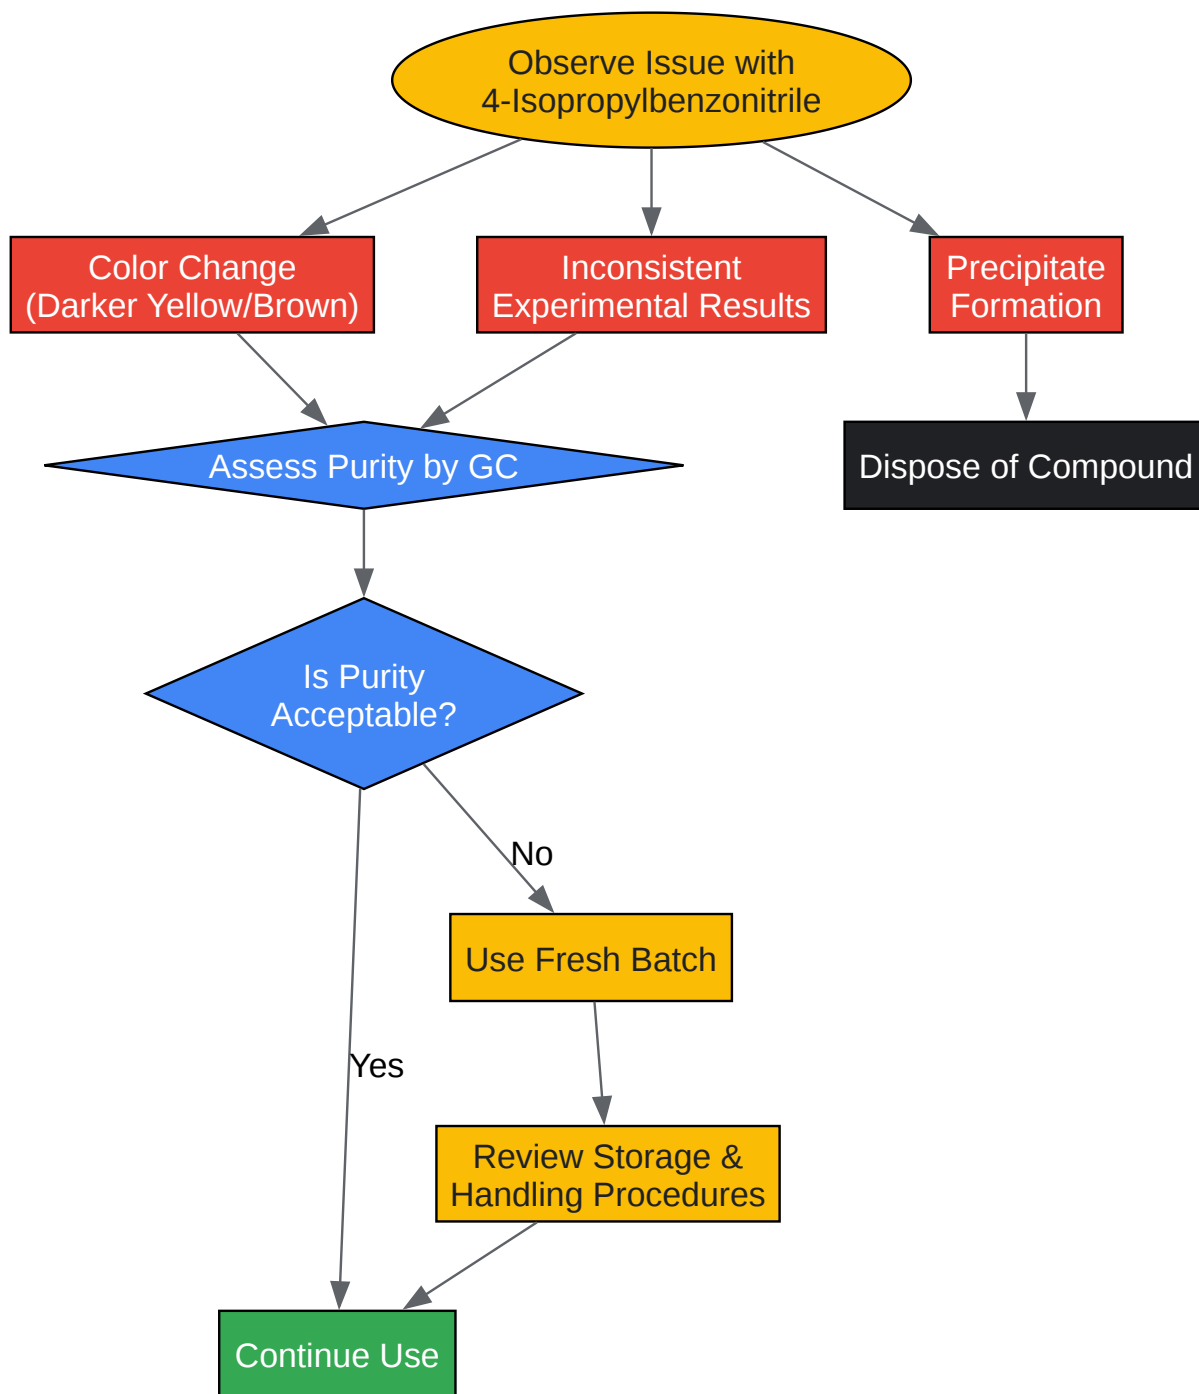 Observe Issue with
4-Isopropylbenzonitrile
Color Change
(Darker Yellow/Brown)
Inconsistent
Experimental Results
Precipitate
Formation
Assess Purity by GC
Dispose of Compound
Is Purity
Acceptable?
No
Use Fresh Batch
Yes
Review Storage &
Handling Procedures
Continue Use